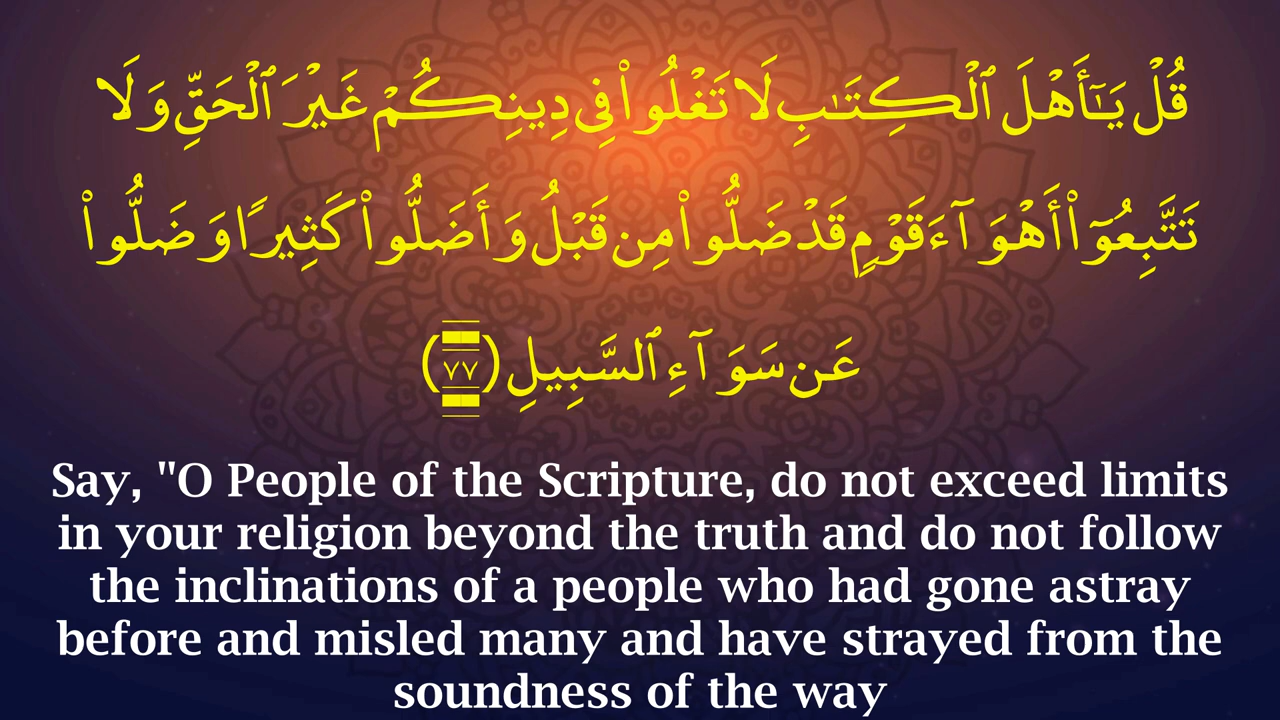 قُلْ يَـٰٓأَهْلَ ٱلْكِتَـٰبِ لَا تَغْلُوا۟ فِى دِينِكُمْ غَيْرَ ٱلْحَقِّ وَلَا
تَتَّبِعُوٓا۟ أَهْوَآءَ قَوْمٍ قَدْ ضَلُّوا۟ مِن قَبْلُ وَأَضَلُّوا۟ كَثِيرًا وَضَلُّوا۟
عَن سَوَآءِ ٱلسَّبِيلِ (٧٧)
Say, "O People of the Scripture, do not exceed limits
in your religion beyond the truth and do not follow
the inclinations of a people who had gone astray
before and misled many and have strayed from the
soundness of the way